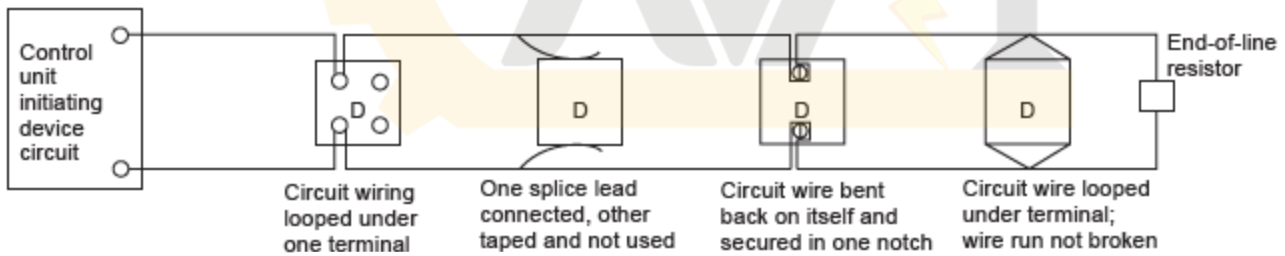 Control
unit
initiating
device
circuit
D
D
D
D
End-of-line
resistor
Circuit wiring
looped under
one terminal
One splice lead
connected, other
taped and not used
Circuit wire bent
back on itself and
secured in one notch
Circuit wire looped
under terminal;
wire run not broken